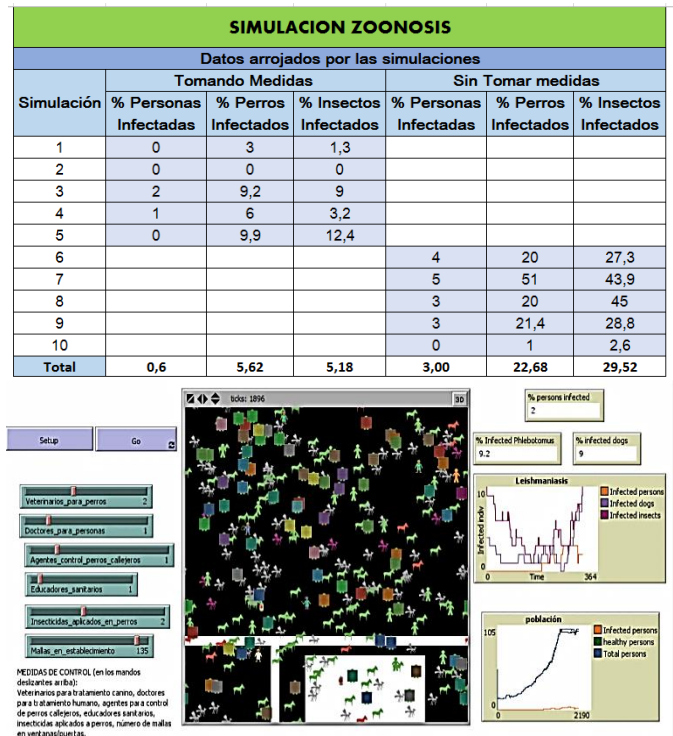 SIMULACION ZOONOSIS
Datos arrojados por las simulaciones
Simulación Tomando Medidas Sin Tomar medidas
% Personas Infectadas % Perros Infectados % Insectos Infectados % Personas Infectadas % Perros Infectados % Insectos Infectados
1 0 3 1,3
2 0 0 0
3 2 9,2 9
4 1 6 3,2
5 0 9,9 12,4
6 4 20 27,3
7 5 51 43,9
8 3 20 45
9 3 21,4 28,8
10 0 1 2,6
Total 0,6 5,62 5,18 3,00 22,68 29,52
Setup Go
Veterinarios_para_perros 2
Doctores_para_personas 1
Agentes_control_perros_callejeros 1
Educadores_sanitarios 1
Insecticidas_aplicados_en_perros 2
Mallas_en_establecimiento 135
MEDIDAS DE CONTROL (en los mandos
deslizantes arriba):
Veterinarios para tratamiento canino, doctores
para tratamiento humano, agentes para control
de perros callejeros, educadores sanitarios,
insecticidas aplicados a perros, número de mallas
en ventanas/puertas.
ticks: 1896 3D
% persons infected
2
% Infected Phlebotomus
9.2
% infected dogs
9
Leishmaniasis
Infected indiv
10
0
0 Time 364
Infected persons
Infected dogs
Infected insects
población
105
0
0 2190
Infected persons
healthy persons
Total persons